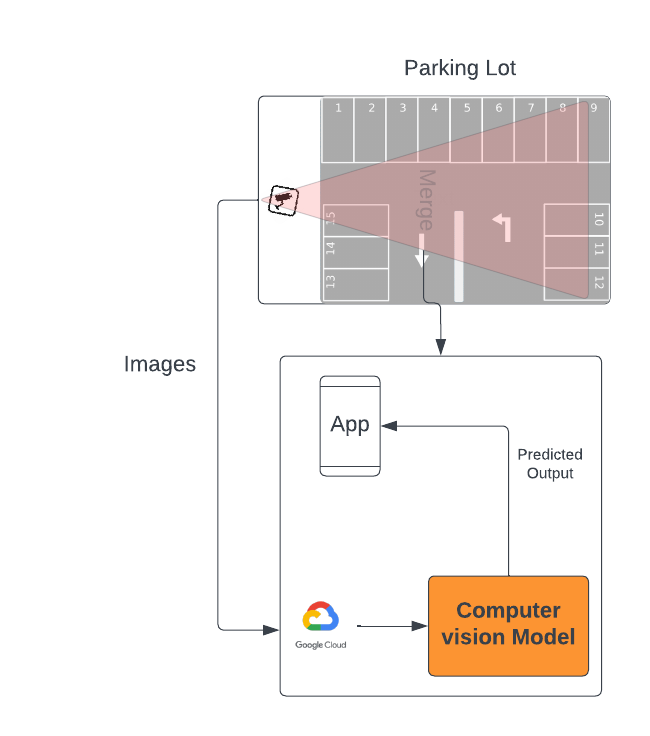 Parking Lot
1 2 3 4 5 6 7 8 9
Merge
15
14
13
10
11
12
Images
App
Predicted
Output
Computer
vision Model
Google Cloud